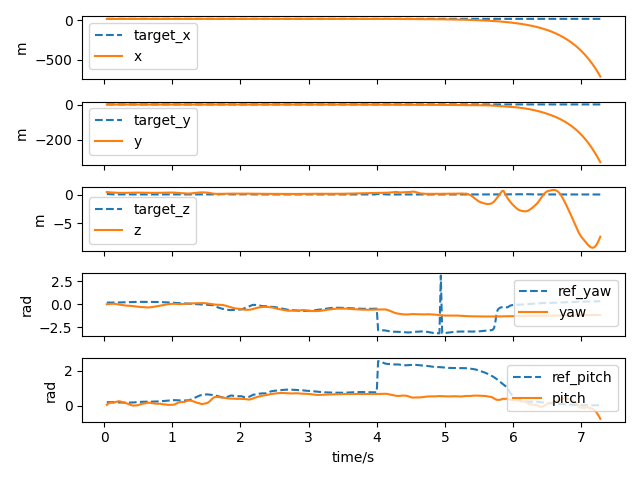 0
−500
m
target_x
x
0
−200
m
target_y
y
0
−5
m
target_z
z
2.5
0.0
−2.5
rad
ref_yaw
yaw
2
0
rad
ref_pitch
pitch
0 1 2 3 4 5 6 7
time/s